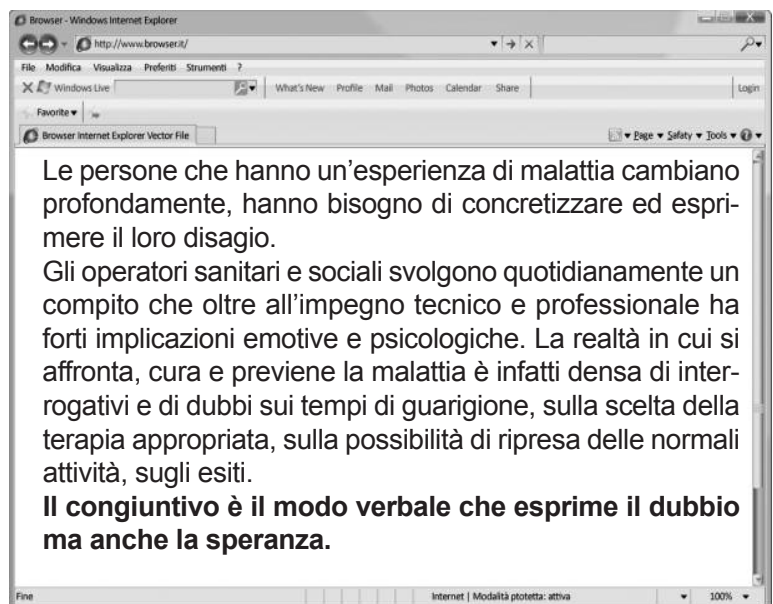 Browser - Windows Internet Explorer
http://www.browser.it/
File Modifica Visualizza Preferiti Strumenti ?
Windows Live What's New Profile Mail Photos Calendar Share Login
Favorite
Browser Internet Explorer Vector File Page Safaty Tools
Le persone che hanno un'esperienza di malattia cambiano
profondamente, hanno bisogno di concretizzare ed espri-
mere il loro disagio.
Gli operatori sanitari e sociali svolgono quotidianamente un
compito che oltre all'impegno tecnico e professionale ha
forti implicazioni emotive e psicologiche. La realtà in cui si
affronta, cura e previene la malattia è infatti densa di inter-
rogativi e di dubbi sui tempi di guarigione, sulla scelta della
terapia appropriata, sulla possibilità di ripresa delle normali
attività, sugli esiti.
Il congiuntivo è il modo verbale che esprime il dubbio
ma anche la speranza.
Fine Internet | Modalità ptotetta: attiva 100%